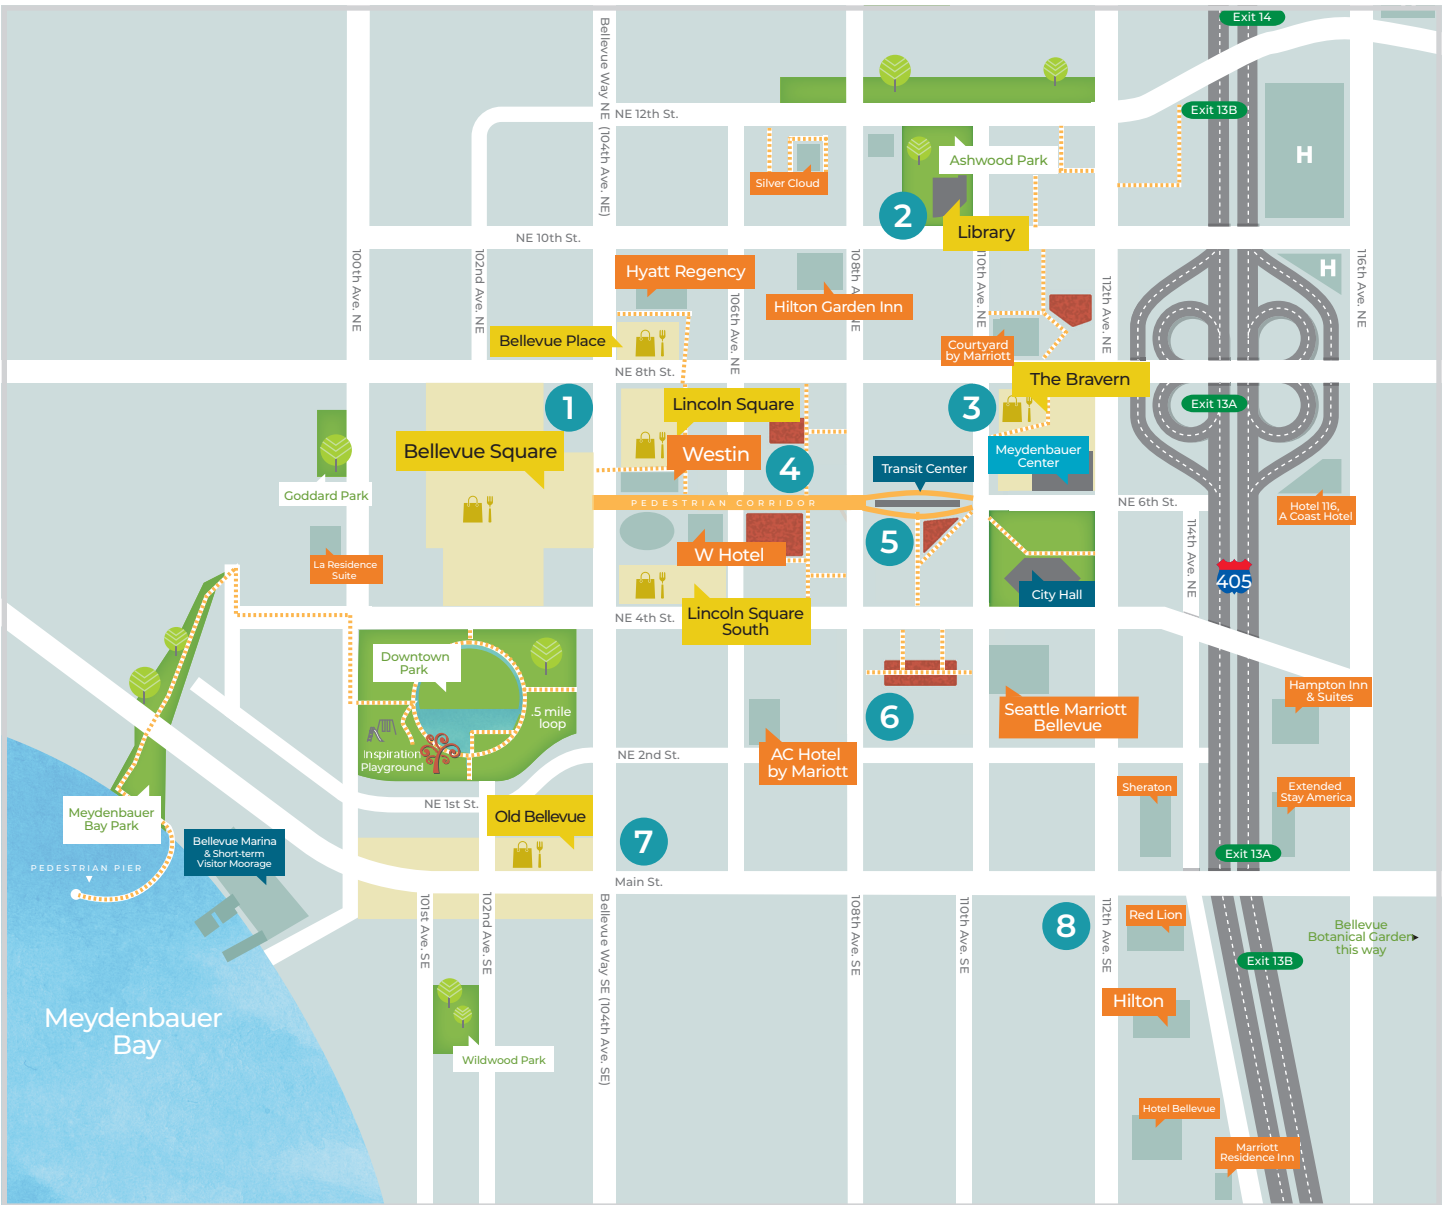 Exit 14
Bellevue Way NE (104th Ave. NE)
NE 12th St.
Exit 13B
H
Ashwood Park
Silver Cloud
2
Library
NE 10th St.
100th Ave. NE
102nd Ave. NE
Hyatt Regency
106th Ave. NE
Hilton Garden Inn
108th A
NE
110th Ave. NE
112th Ave. NE
H
116th Ave. NE
Bellevue Place
Courtyard
by Marriott
NE 8th St.
The Bravern
1
Lincoln Square
3
Exit 13A
Bellevue Square
Westin
4
Transit Center
Meydenbauer
Center
Goddard Park
PEDESTRIAN CORRIDOR
NE 6th St.
Hotel 116,
A Coast Hotel
114th Ave. NE
W Hotel
5
La Residence
Suite
405
City Hall
NE 4th St.
Lincoln Square
South
Downtown
Park
.5 mile
loop
Inspiration
Playground
6
Seattle Marriott
Bellevue
Hampton Inn
& Suites
NE 2nd St.
AC Hotel
by Mariott
Sheraton
Extended
Stay America
NE 1st St.
Old Bellevue
Meydenbauer
Bay Park
Bellevue Marina
& Short-term
Visitor Moorage
7
Exit 13A
PEDESTRIAN PIER
Main St.
101st Ave. SE
102nd Ave. SE
Bellevue Way SE (104th Ave. SE)
108th Ave. SE
110th Ave. SE
8
112th Ave. SE
Red Lion
Bellevue
Botanical Garden
this way
Exit 13B
Hilton
Meydenbauer
Bay
Wildwood Park
Hotel Bellevue
Marriott
Residence Inn